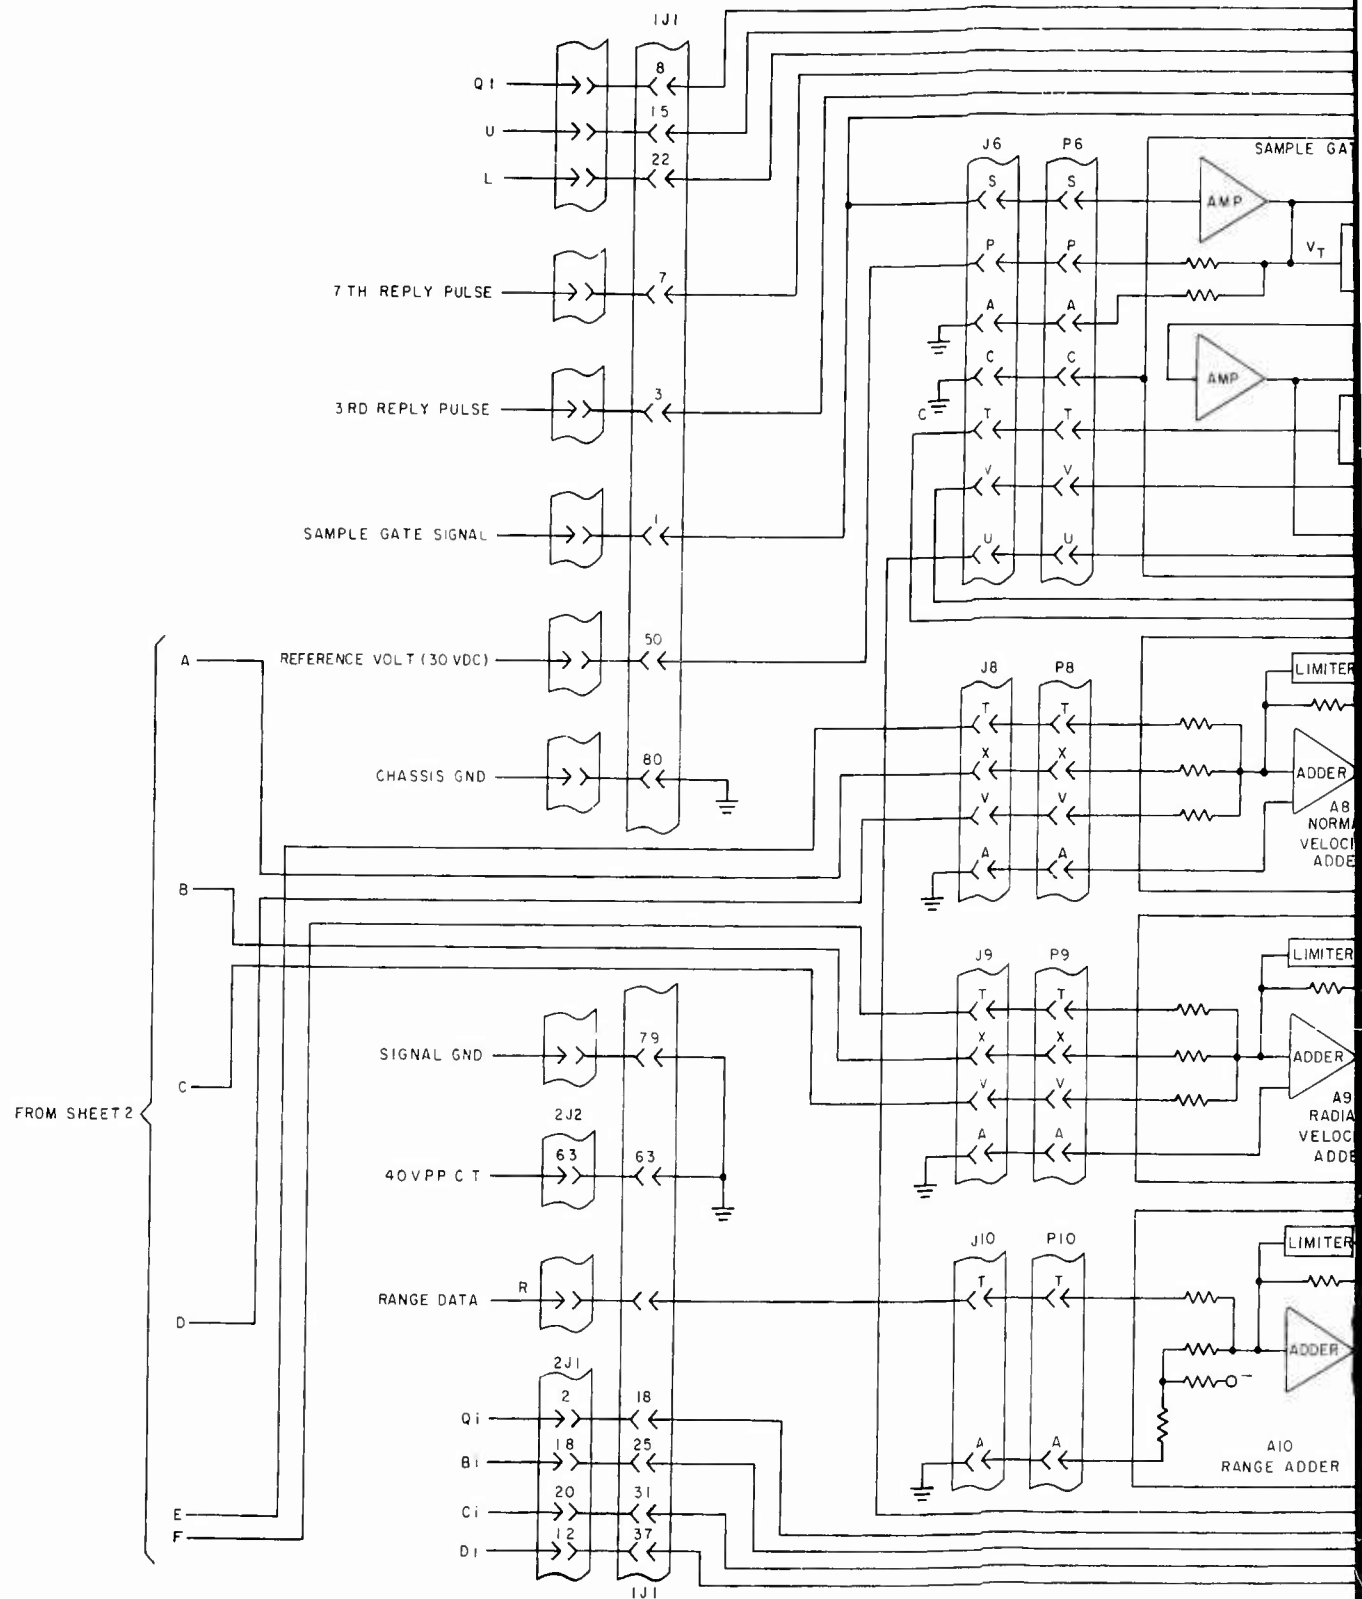 1J1
Q1
8
U
15
L
22
7TH REPLY PULSE
7
3RD REPLY PULSE
3
SAMPLE GATE SIGNAL
1
REFERENCE VOLT (30 VDC)
50
CHASSIS GND
80
J6
P6
SAMPLE GAT
S
S
AMP
P
P
VT
A
A
C
C
AMP
C
T
T
V
V
U
U
J8
P8
LIMITER
T
T
X
X
ADDER
V
V
A8
NORMA
VELOCI
ADDE
A
A
J9
P9
LIMITER
T
T
X
X
ADDER
V
V
A9
RADIA
VELOC
ADDE
A
A
FROM SHEET 2
A
B
C
D
E
F
SIGNAL GND
79
2J2
40VPP CT
63
63
RANGE DATA
R
J10
P10
LIMITER
T
T
ADDER
A
A
A10
RANGE ADDER
2J1
Qi
2
18
Bi
18
25
Ci
20
31
Di
12
37
1J1